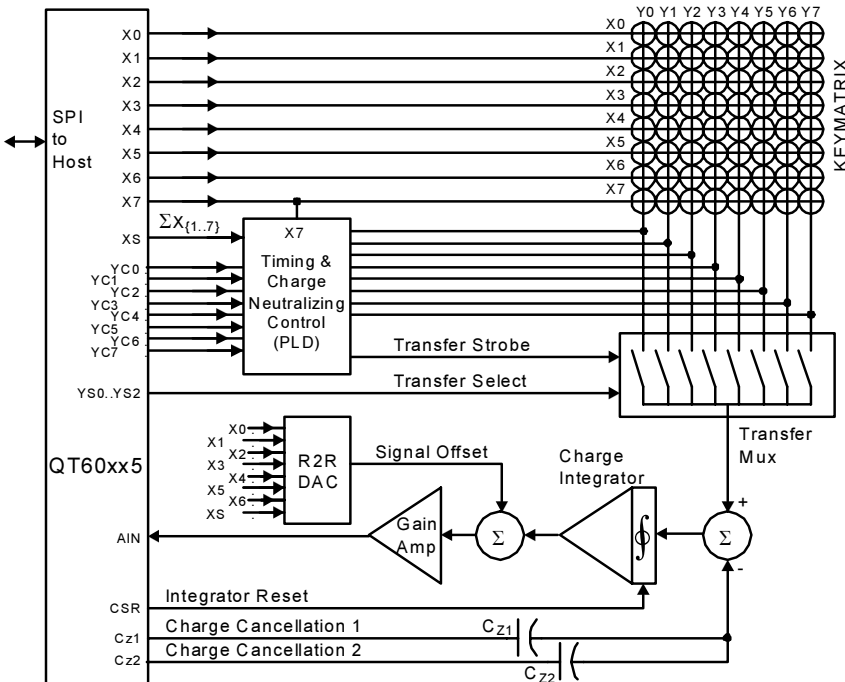 Y0 Y1 Y2 Y3 Y4 Y5 Y6 Y7
X0 X0
X1 X1
X2 X2
X3 X3
X4 X4
X5 X5
X6 X6
X7 X7
KEYMATRIX
SPI
to
Host
ΣX{1..7}
XS
X7
YC0
YC1
YC2
YC3
YC4
YC5
YC6
YC7
Timing &
Charge
Neutralizing
Control
(PLD)
Transfer Strobe
YS0..YS2
Transfer Select
Transfer
Mux
QT60xx5
X0
X1
X2
X3
X4
X5
X6
XS
R2R
DAC
Signal Offset
Charge
Integrator
AIN
Gain
Amp
Σ
∮
Σ
+
-
CSR
Integrator Reset
Cz1
Charge Cancellation 1
CZ1
Cz2
Charge Cancellation 2
CZ2